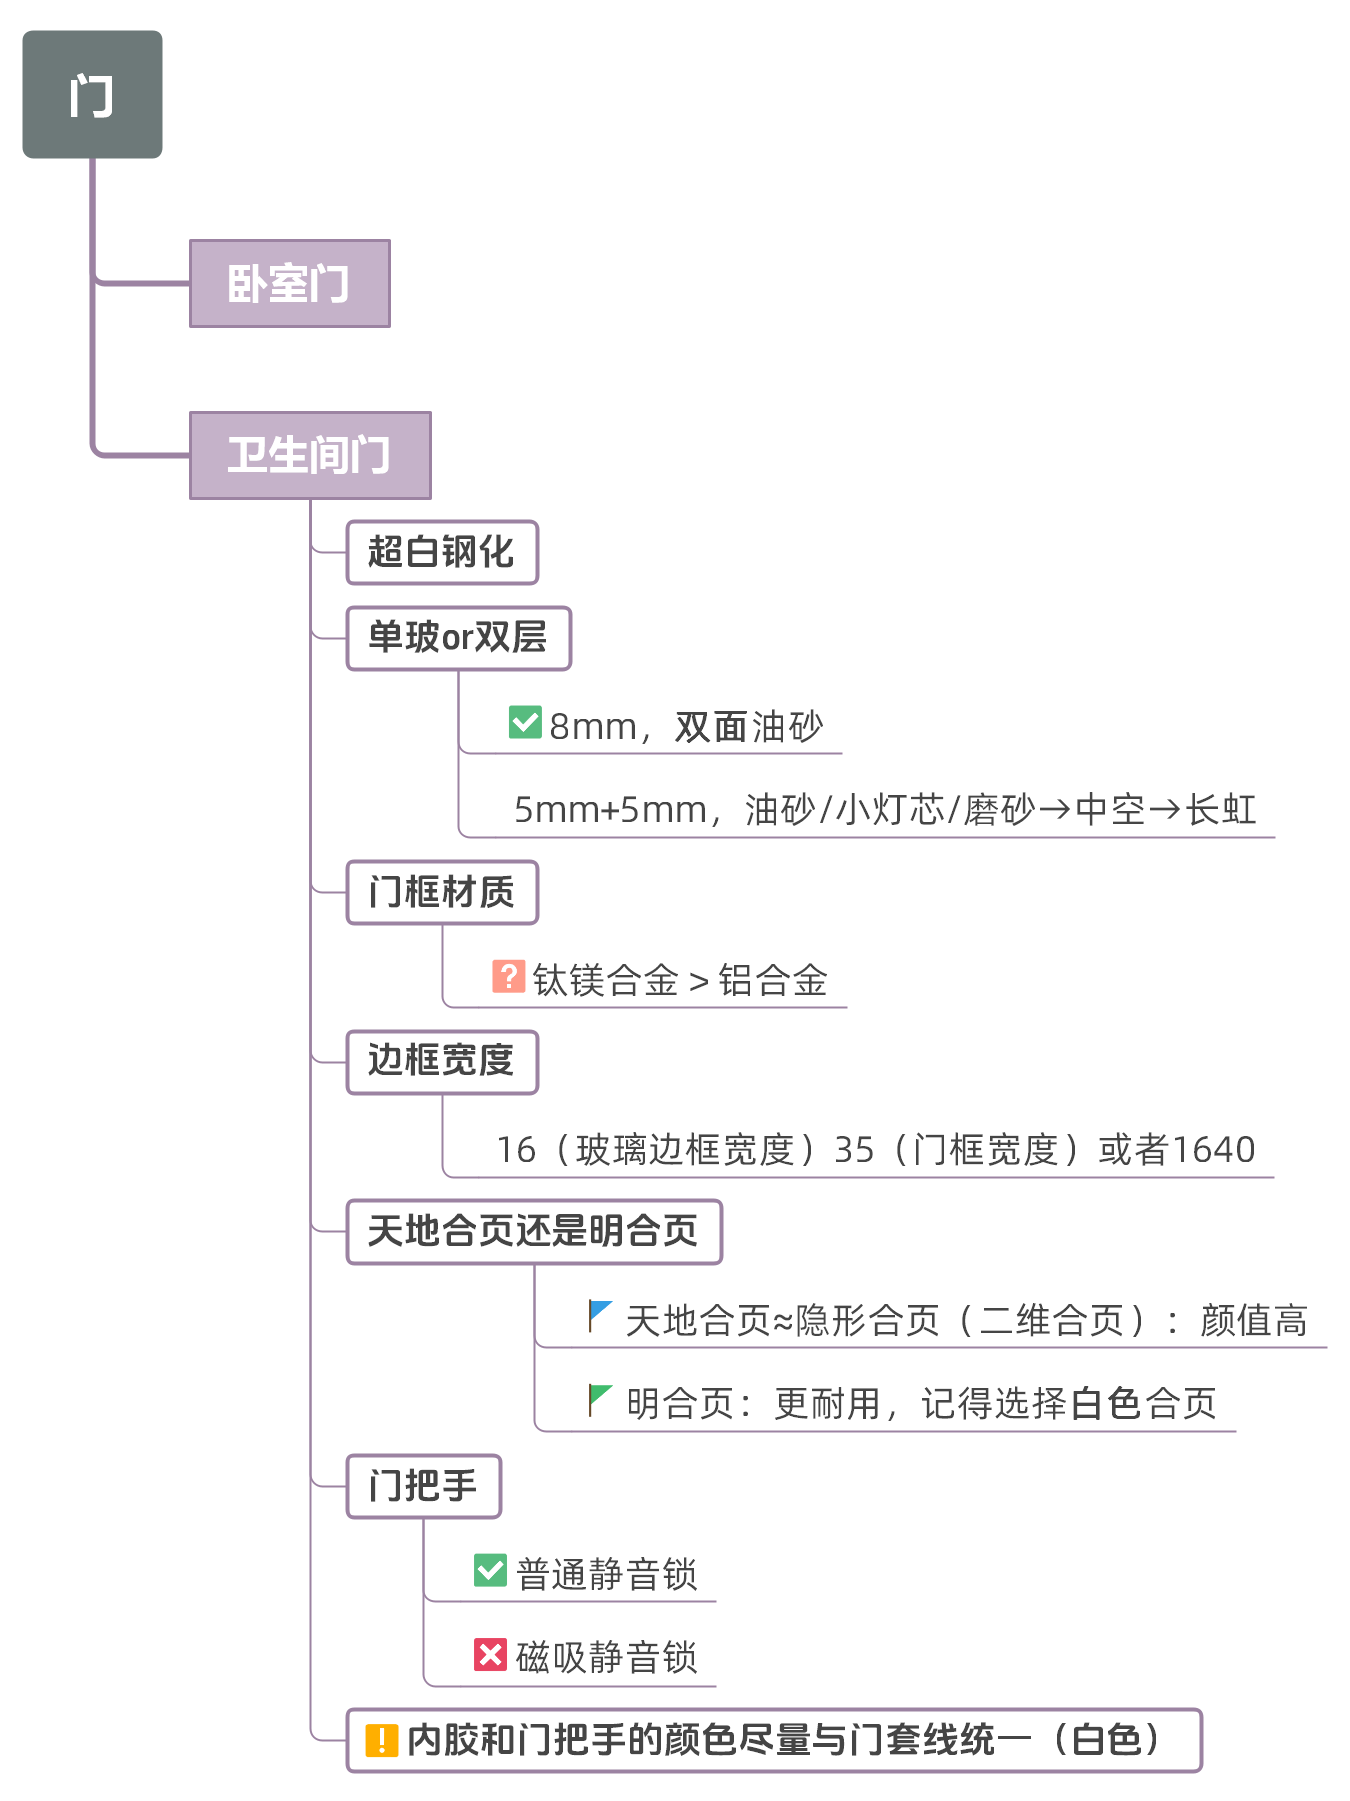 门
卧室门
卫生间门
超白钢化
单玻or双层
8mm，双面油砂
5mm+5mm，油砂/小灯芯/磨砂→中空→长虹
门框材质
钛镁合金 > 铝合金
边框宽度
16（玻璃边框宽度）35（门框宽度）或者1640
天地合页还是明合页
天地合页≈隐形合页（二维合页）：颜值高
明合页：更耐用，记得选择白色合页
门把手
普通静音锁
磁吸静音锁
内胶和门把手的颜色尽量与门套线统一（白色）